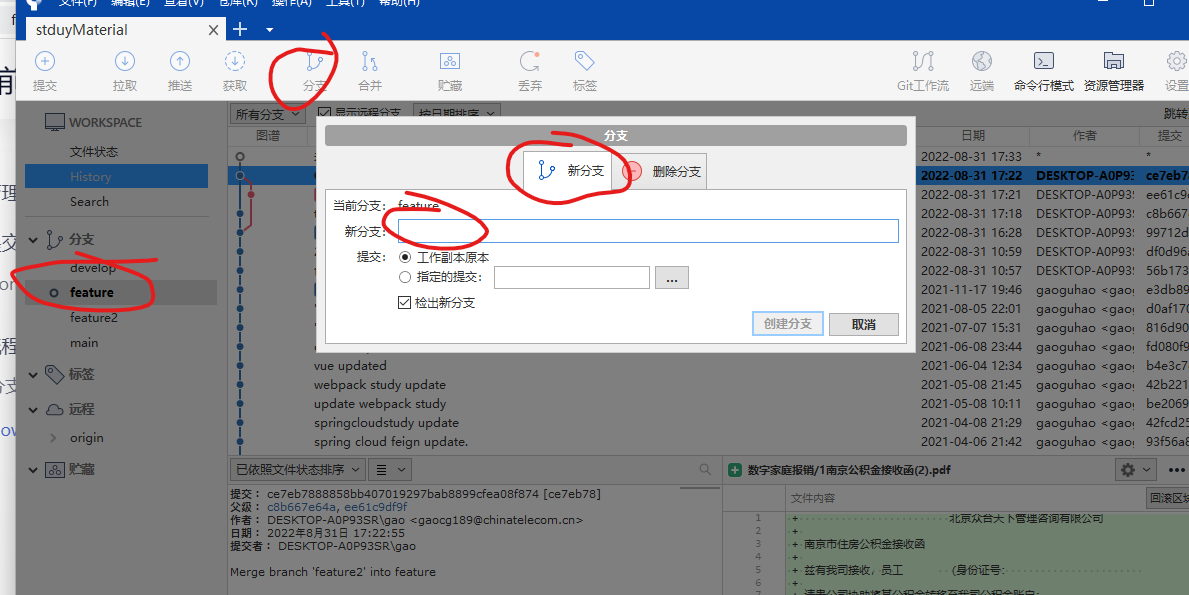 文件(F) 编辑(E) 查看(V) 仓库(R) 操作(A) 工具(T) 帮助(H)
stduyMaterial
提交 拉取 推送 获取 分支 合并 贮藏 丢弃 标签 Git工作流 远端 命令行模式 资源管理器 设置
所有分支 显示远程分支 按日期排序 跳转
图谱 日期 作者 提交
WORKSPACE
文件状态
History
Search
分支
develop
feature
feature2
main
标签
远程
origin
贮藏
分支
新分支 删除分支
当前分支: feature
新分支:
提交: 工作副本原本
指定的提交: ...
检出新分支
创建分支 取消
2022-08-31 17:33 * *
2022-08-31 17:22 DESKTOP-A0P93 ce7eb7
2022-08-31 17:21 DESKTOP-A0P93 ee61c9
2022-08-31 17:18 DESKTOP-A0P93 c8b667
2022-08-31 16:28 DESKTOP-A0P93 99712d
2022-08-31 10:59 DESKTOP-A0P93 df0d96
2022-08-31 10:57 DESKTOP-A0P93 56b173
2021-11-17 19:46 gaoguhao <gao e3db89
2021-08-05 22:01 gaoguhao <gao d0af17
2021-07-07 15:31 gaoguhao <gao 816d90
2021-06-08 23:44 gaoguhao <gao fd080f9
vue updated 2021-06-04 12:34 gaoguhao <gao b4e3c7
webpack study update 2021-05-08 21:45 gaoguhao <gao 42b221
update webpack study 2021-05-08 10:11 gaoguhao <gao be2069
springcloudstudy update 2021-04-08 21:29 gaoguhao <gao 42fcd25
spring cloud feign update. 2021-04-06 21:42 gaoguhao <gao 93f56a8
已依照文件状态排序
提交： ce7eb7888858bb407019297bab8899cfea08f874 [ce7eb78]
父级： c8b667e64a, ee61c9df9f
作者： DESKTOP-A0P93SR\gao <gaocg189@chinatelecom.cn>
日期： 2022年8月31日 17:22:55
提交者： DESKTOP-A0P93SR\gao
Merge branch 'feature2' into feature
数字家庭报销/1南京公积金接收函(2).pdf
文件内容 回滚区块
1 + 北京众合天下管理咨询有限公司
2 +
3 + 南京市住房公积金接收函
4 +
5 + 兹有我司接收，员工 (身份证号:
6 +